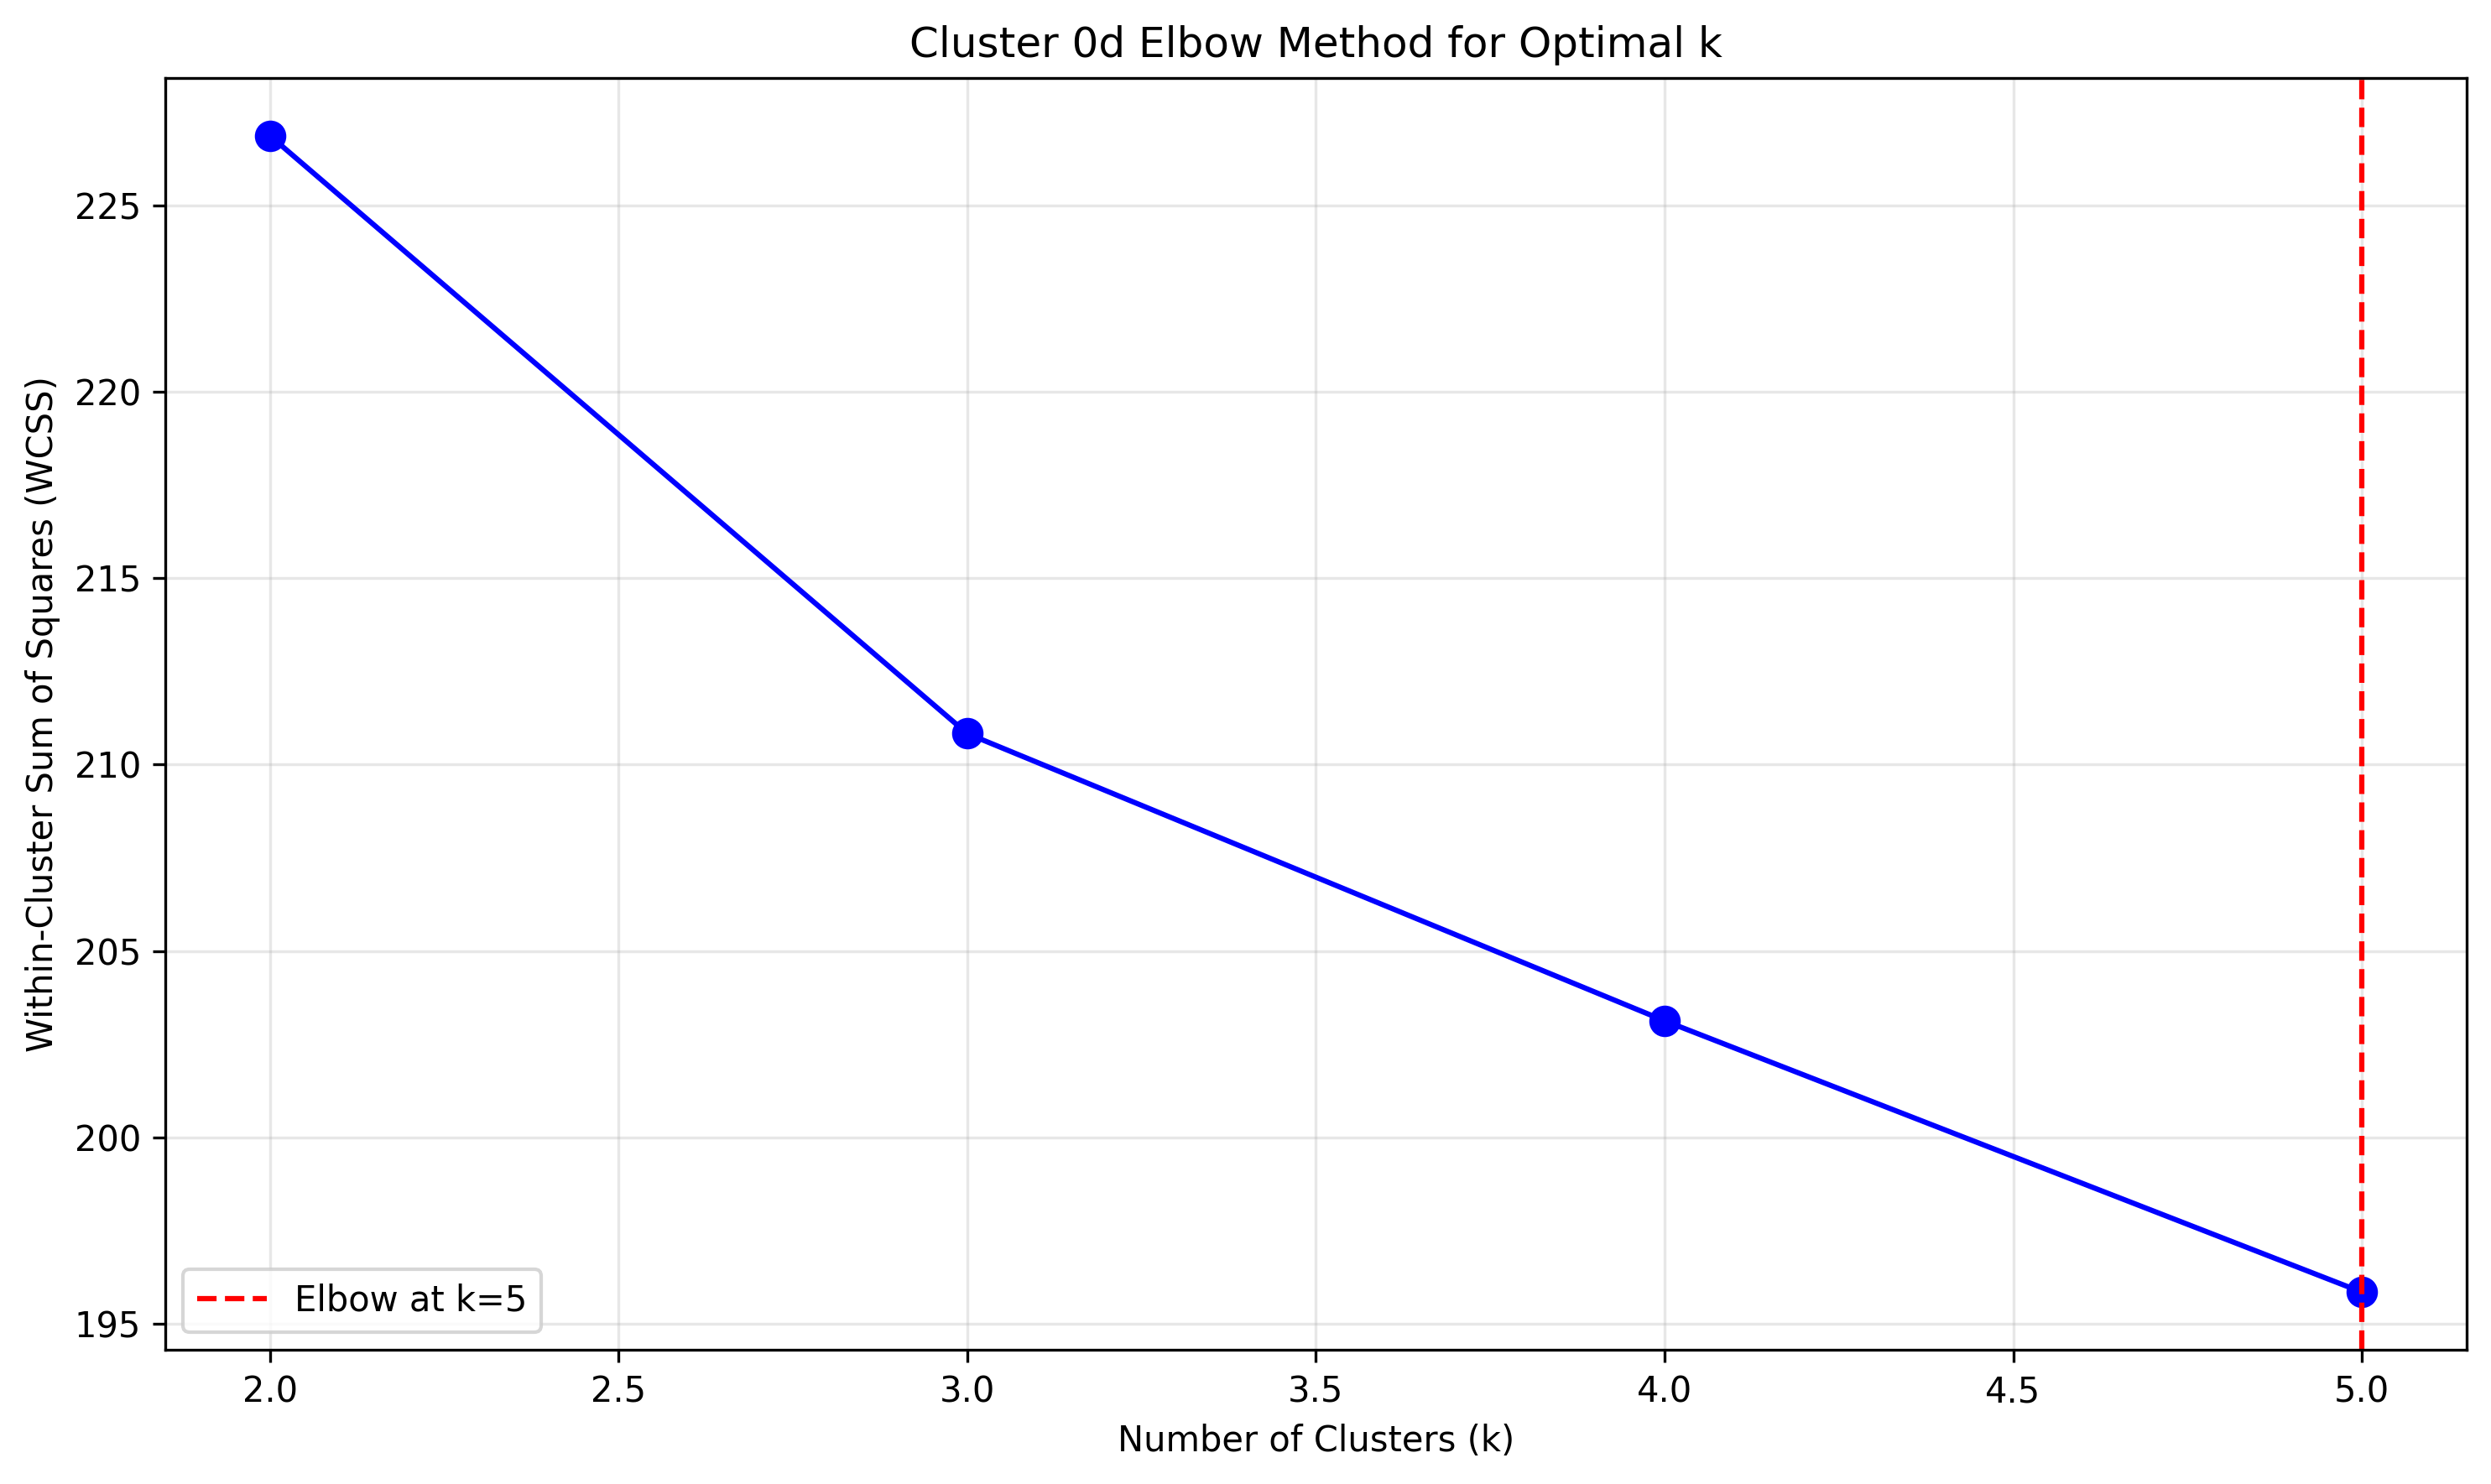 Cluster 0d Elbow Method for Optimal k
Within-Cluster Sum of Squares (WCSS)
225
220
215
210
205
200
195
Elbow at k=5
2.0 2.5 3.0 3.5 4.0 4.5 5.0
Number of Clusters (k)